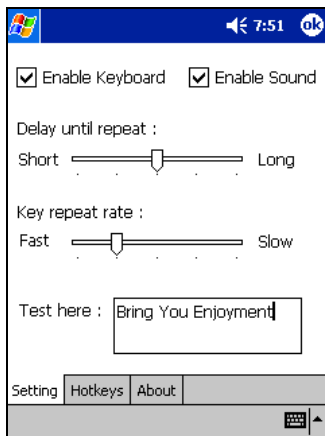 7:51 ok
Enable Keyboard Enable Sound
Delay until repeat :
Short Long
Key repeat rate :
Fast Slow
Test here : Bring You Enjoyment
Setting Hotkeys About